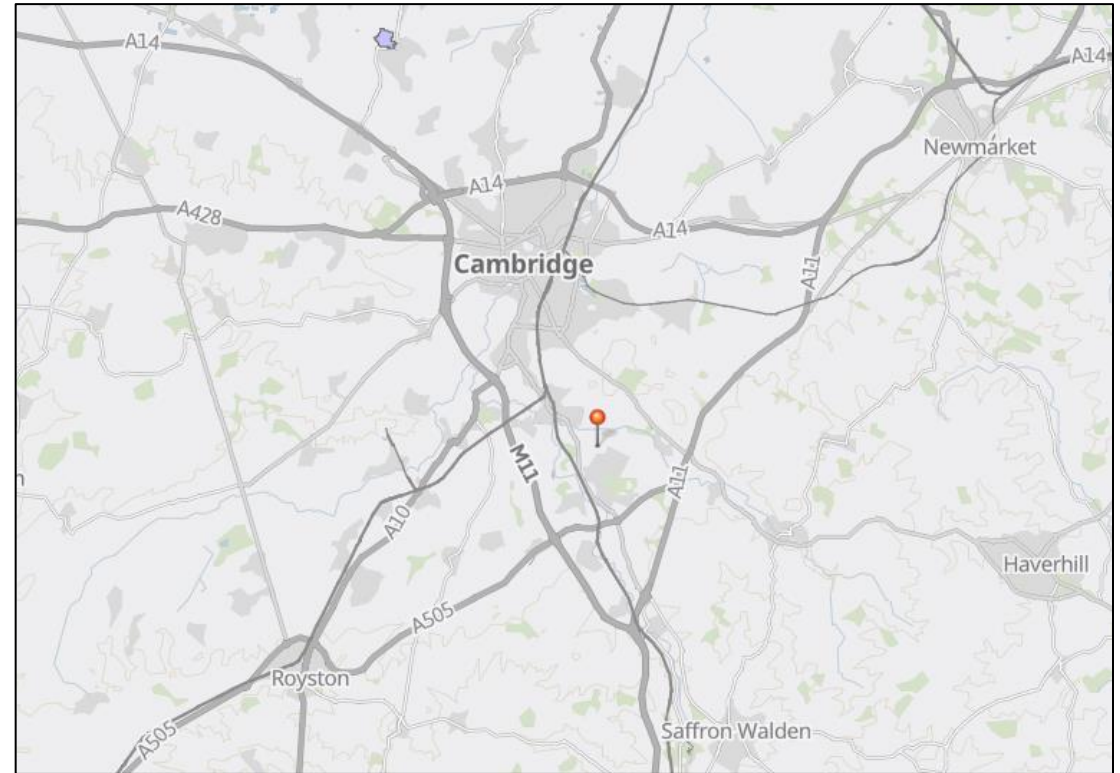 A14
A14
Newmarket
A14
A428
A14
Cambridge
A11
M11
A11
A10
Haverhill
A505
Royston
Saffron Walden
A505